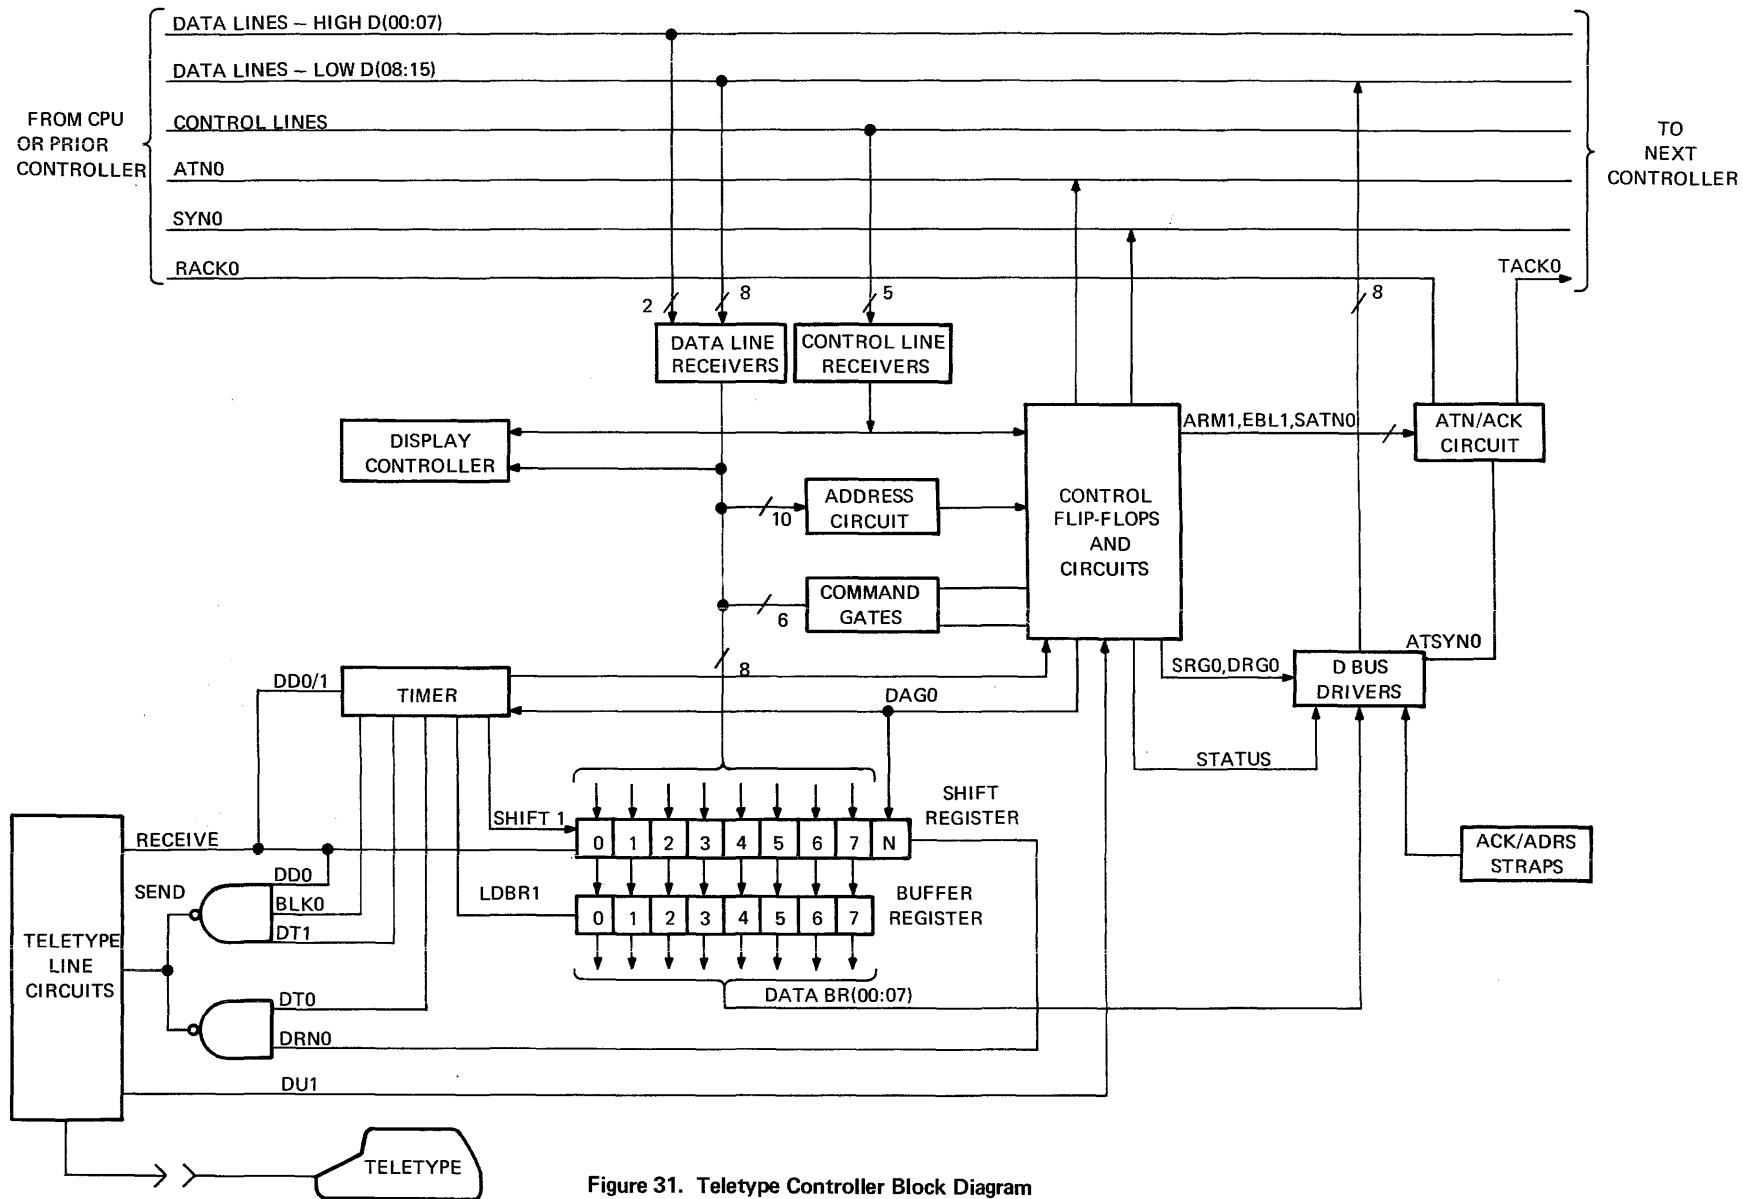 DATA LINES – HIGH D(00:07)
DATA LINES – LOW D(08:15)
CONTROL LINES
ATN0
SYN0
RACK0
FROM CPU
OR PRIOR
CONTROLLER
TO
NEXT
CONTROLLER
TACK0
2
8
5
8
DATA LINE
RECEIVERS
CONTROL LINE
RECEIVERS
DISPLAY
CONTROLLER
ADDRESS
CIRCUIT
10
COMMAND
GATES
6
CONTROL
FLIP-FLOPS
AND
CIRCUITS
ARM1,EBL1,SATN0
ATN/ACK
CIRCUIT
ATSYN0
SRG0,DRG0
D BUS
DRIVERS
8
DD0/1
TIMER
DAG0
STATUS
SHIFT 1
SHIFT
REGISTER
0 1 2 3 4 5 6 7 N
RECEIVE
DD0
SEND
BLK0
DT1
LDBR1
BUFFER
REGISTER
0 1 2 3 4 5 6 7
ACK/ADRS
STRAPS
TELETYPE
LINE
CIRCUITS
DATA BR(00:07)
DT0
DRN0
DU1
TELETYPE
Figure 31. Teletype Controller Block Diagram